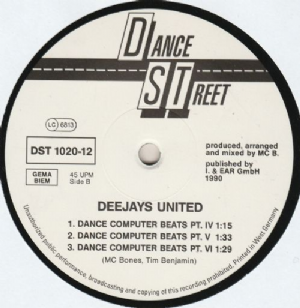 DANCE
STREET
LC 6813
DST 1020-12
GEMA
BIEM
45 UPM
Side B
produced, arranged
and mixed by MC B.
published by
I. & EAR GmbH
1990
DEEJAYS UNITED
1. DANCE COMPUTER BEATS PT. IV 1:15
2. DANCE COMPUTER BEATS PT. V 1:33
3. DANCE COMPUTER BEATS PT. VI 1:29
(MC Bones, Tim Benjamin)
Unauthorized public performance, broadcasting and copying of this recording prohibited. Printed in West Germany